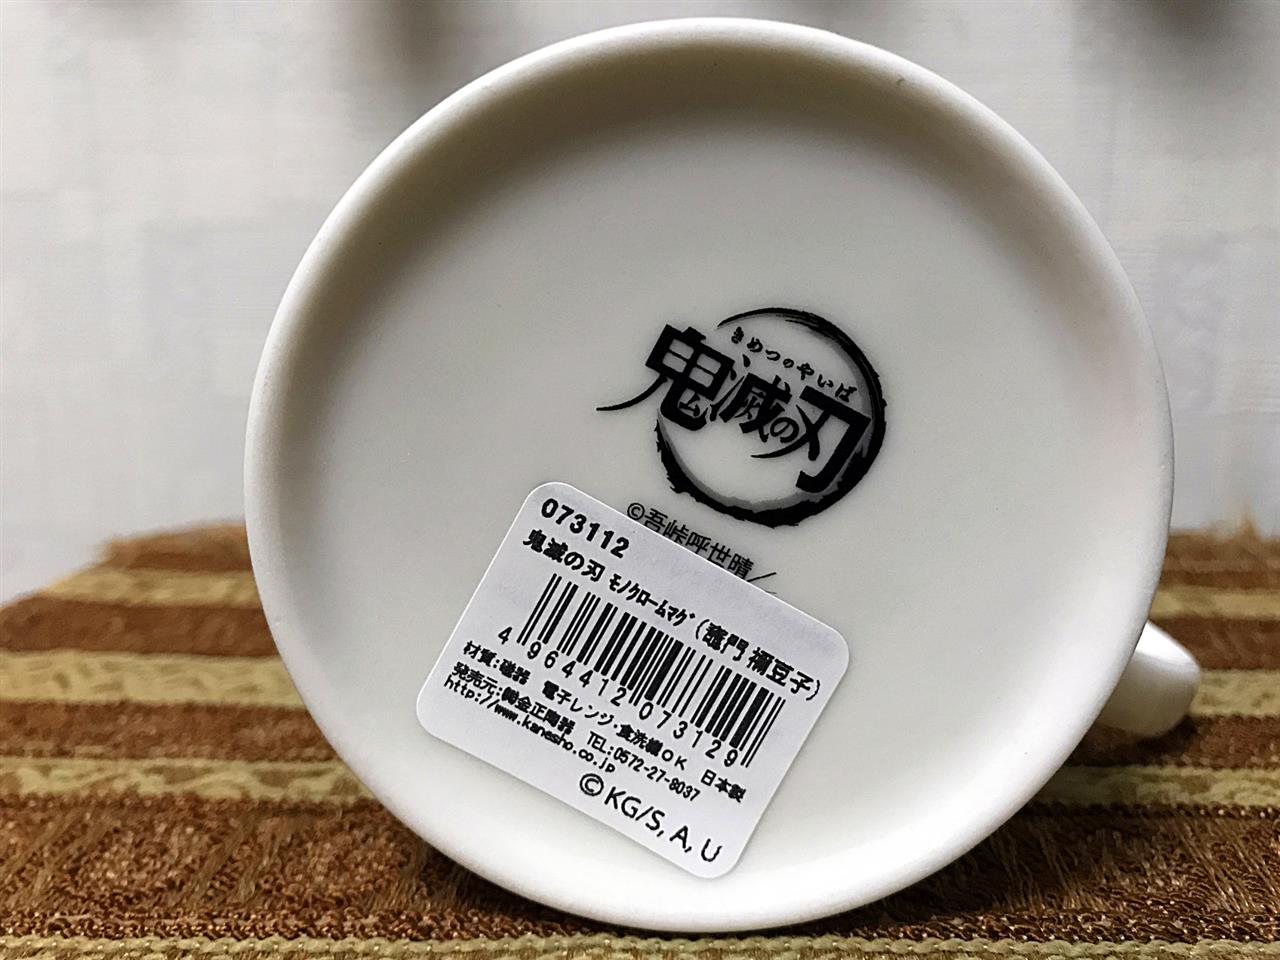 きめつのやいば
鬼滅の刃
©吾峠呼世晴／
073112
鬼滅の刃 ﾓﾉｸﾛｰﾑﾏｸﾞ(竈門 禰豆子)
4964412073129
材質:磁器 電子レンジ・食洗機OK 日本製
発売元:㈱金正陶器 TEL:0572-27-8037
http://www.kanesho.co.jp
©KG/S, A, U